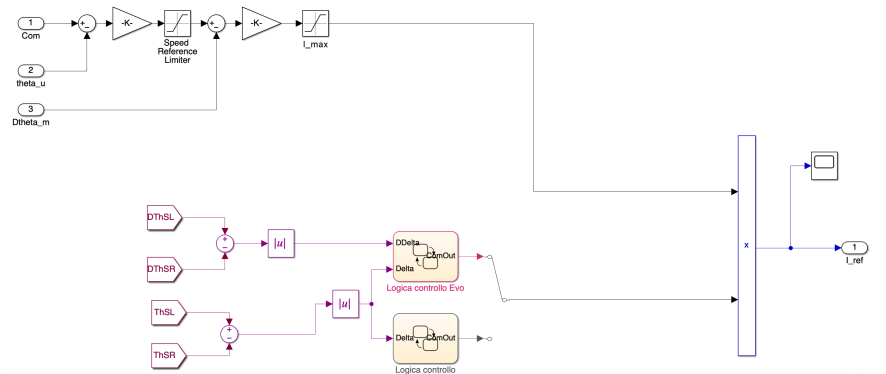 1
Com
+
−
-K-
Speed
Reference
Limiter
+
−
-K-
I_max
2
theta_u
3
Dtheta_m
DThSL
DThSR
+
−
|u|
DDelta
Delta
ComOut
Logica controllo Evo
ThSL
ThSR
+
−
|u|
Delta
ComOut
Logica controllo
x
1
I_ref